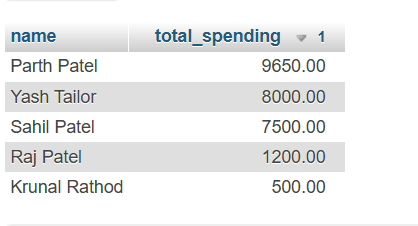 name total_spending 1
Parth Patel 9650.00
Yash Tailor 8000.00
Sahil Patel 7500.00
Raj Patel 1200.00
Krunal Rathod 500.00